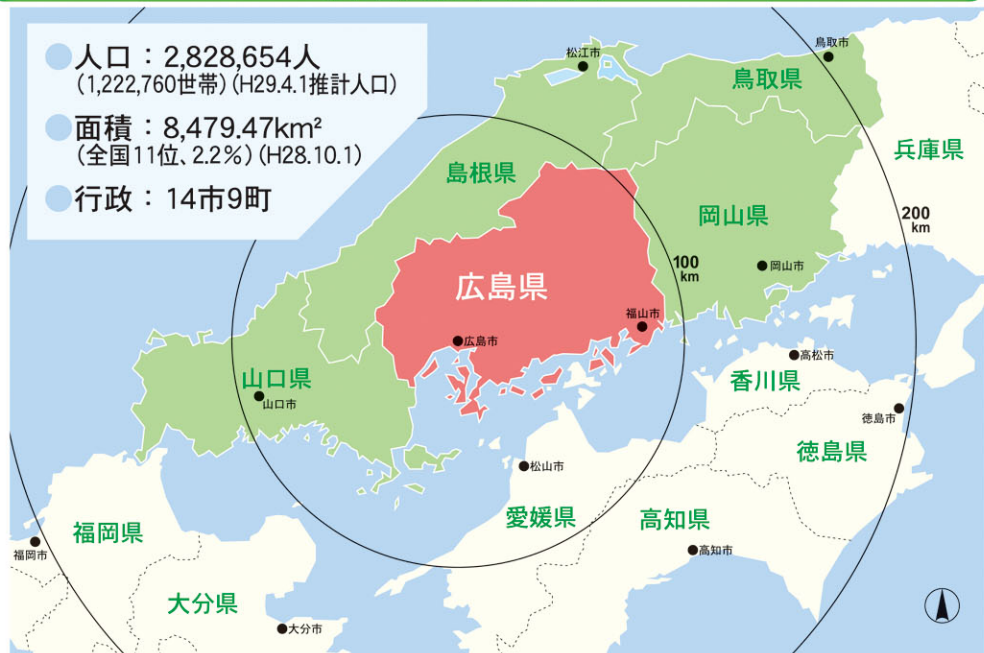 人口：2,828,654人
(1,222,760世帯)(H29.4.1推計人口)
面積：8,479.47km²
(全国11位、2.2％)(H28.10.1)
行政：14市9町
松江市
鳥取市
鳥取県
兵庫県
島根県
岡山県
200
km
100
km
岡山市
広島県
福山市
広島市
高松市
山口県
香川県
山口市
徳島市
徳島県
松山市
愛媛県
高知県
福岡県
福岡市
高知市
大分県
大分市